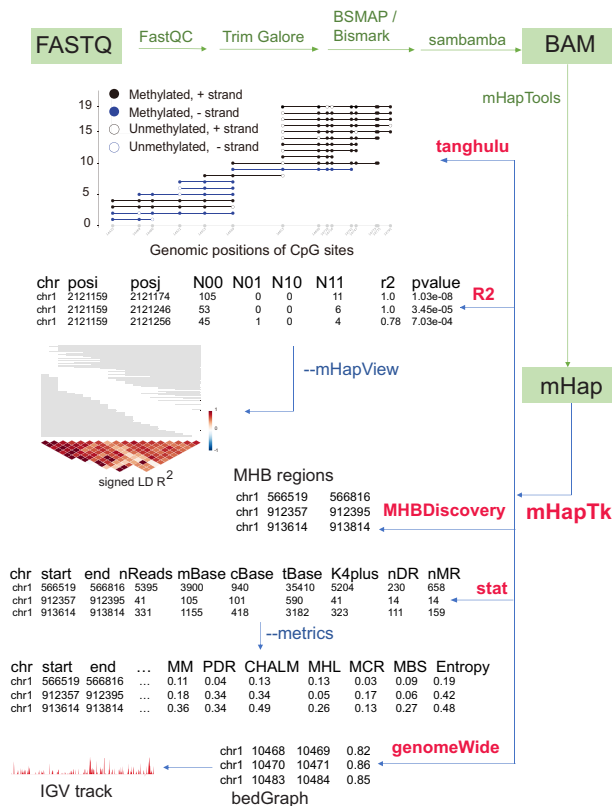 FASTQ FastQC Trim Galore BSMAP / Bismark sambamba BAM
mHapTools
Methylated, + strand
Methylated, - strand
Unmethylated, + strand
Unmethylated, - strand
19
15
10
5
0
Genomic positions of CpG sites
tanghulu
chr posi posj N00 N01 N10 N11 r2 pvalue
chr1 2121159 2121174 105 0 0 11 1.0 1.03e-08
chr1 2121159 2121246 53 0 0 6 1.0 3.45e-05
chr1 2121159 2121256 45 1 0 4 0.78 7.03e-04
R2
--mHapView
1
0
-1
signed LD R2
mHap
MHB regions
chr1 566519 566816
chr1 912357 912395
chr1 913614 913814
MHBDiscovery
mHapTk
chr start end nReads mBase cBase tBase K4plus nDR nMR
chr1 566519 566816 5395 3900 940 35410 5204 230 658
chr1 912357 912395 41 105 101 590 41 14 14
chr1 913614 913814 331 1155 418 3182 323 111 159
stat
--metrics
chr start end … MM PDR CHALM MHL MCR MBS Entropy
chr1 566519 566816 … 0.11 0.04 0.13 0.13 0.03 0.09 0.19
chr1 912357 912395 … 0.18 0.34 0.34 0.05 0.17 0.06 0.42
chr1 913614 913814 … 0.36 0.34 0.49 0.26 0.13 0.27 0.48
genomeWide
chr1 10468 10469 0.82
chr1 10470 10471 0.86
chr1 10483 10484 0.85
IGV track
bedGraph